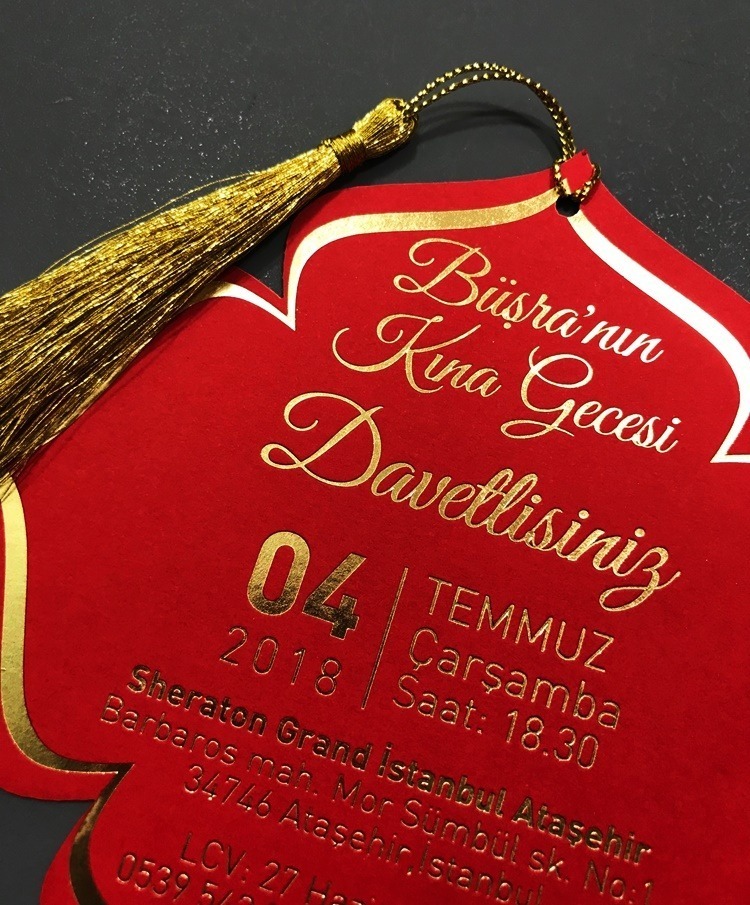 Büşra'nın
Kına Gecesi
Davetlisiniz
04
2018
TEMMUZ
Çarşamba
Saat: 18.30
Sheraton Grand İstanbul Ataşehir
Barbaros mah. Mor Sümbül sk. No:1
34746 Ataşehir,İstanbul
LCV: 27
0539